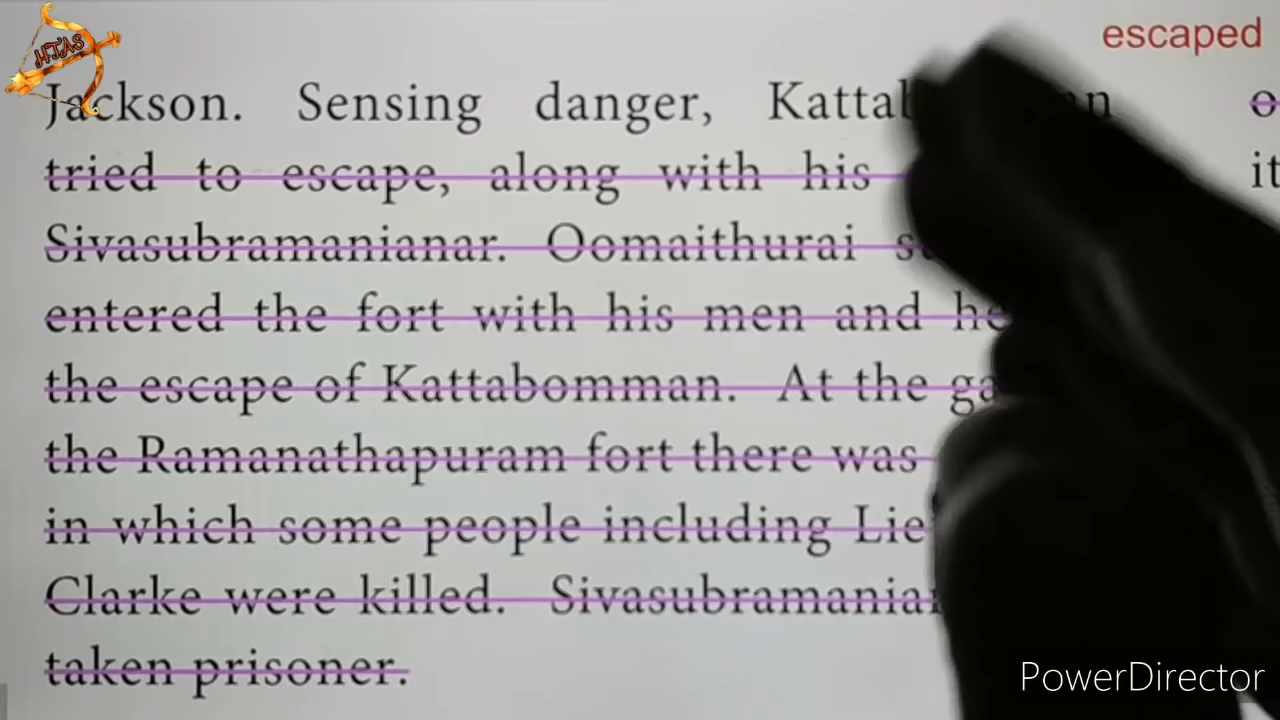 HTAS
escaped
Jackson. Sensing danger,
tried to escape, along with his
Sivasubramanianar. Oomaithurai
entered the fort with his men and
the escape of Kattabomman. At the
the Ramanathapuram fort there was
in which some people including
Clarke were killed.
taken prisoner.
PowerDirector